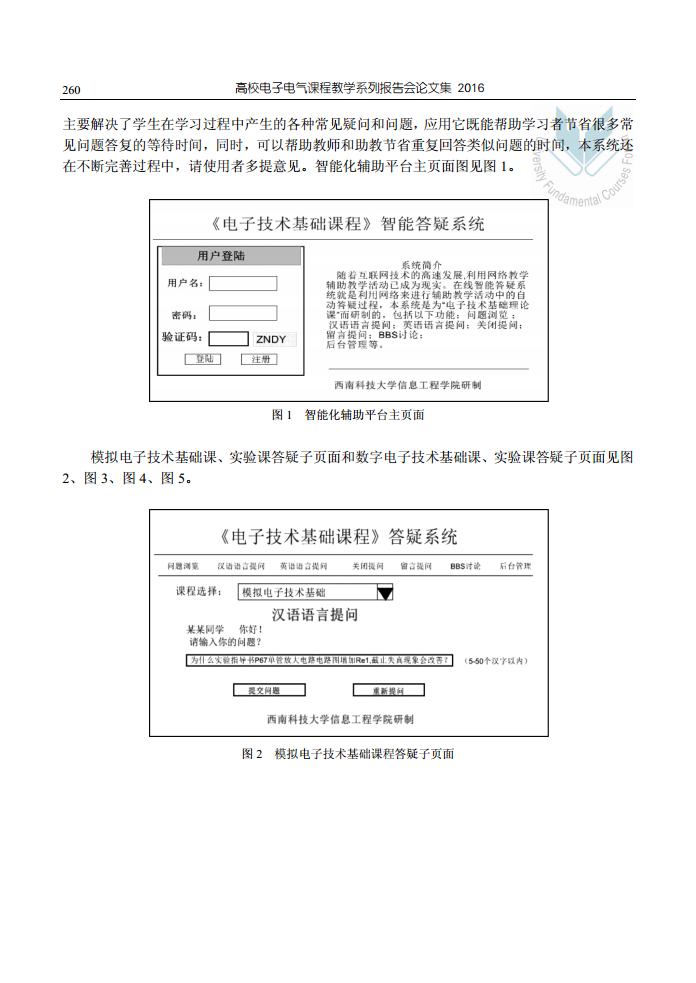 260
高校电子电气课程教学系列报告会论文集 2016
主要解决了学生在学习过程中产生的各种常见疑问和问题，应用它既能帮助学习者节省很多常
见问题答复的等待时间，同时，可以帮助教师和助教节省重复回答类似问题的时间，本系统还
在不断完善过程中，请使用者多提意见。智能化辅助平台主页面图见图 1。
《电子技术基础课程》智能答疑系统
用户登陆
用户名：
密码：
验证码：
ZNDY
登陆 注册
系统简介
随着互联网技术的高速发展,利用网络教学
辅助教学活动已成为现实。在线智能答疑系
统就是利用网络来进行辅助教学活动中的自
动答疑过程，本系统是为“电子技术基础理论
课”而研制的，包括以下功能：问题浏览；
汉语语言提问；英语语言提问；关闭提问；
留言提问；BBS讨论；
后台管理等。
西南科技大学信息工程学院研制
图 1 智能化辅助平台主页面
模拟电子技术基础课、实验课答疑子页面和数字电子技术基础课、实验课答疑子页面见图
2、图 3、图 4、图 5。
《电子技术基础课程》答疑系统
问题浏览 汉语语言提问 英语语言提问 关闭提问 留言提问 BBS讨论 后台管理
课程选择： 模拟电子技术基础
汉语语言提问
某某同学 你好！
请输入你的问题？
为什么实验指导书P67单管放大电路电路图增加Re1,截止失真现象会改善？ （5-50个汉字以内）
提交问题 重新提问
西南科技大学信息工程学院研制
图 2 模拟电子技术基础课程答疑子页面